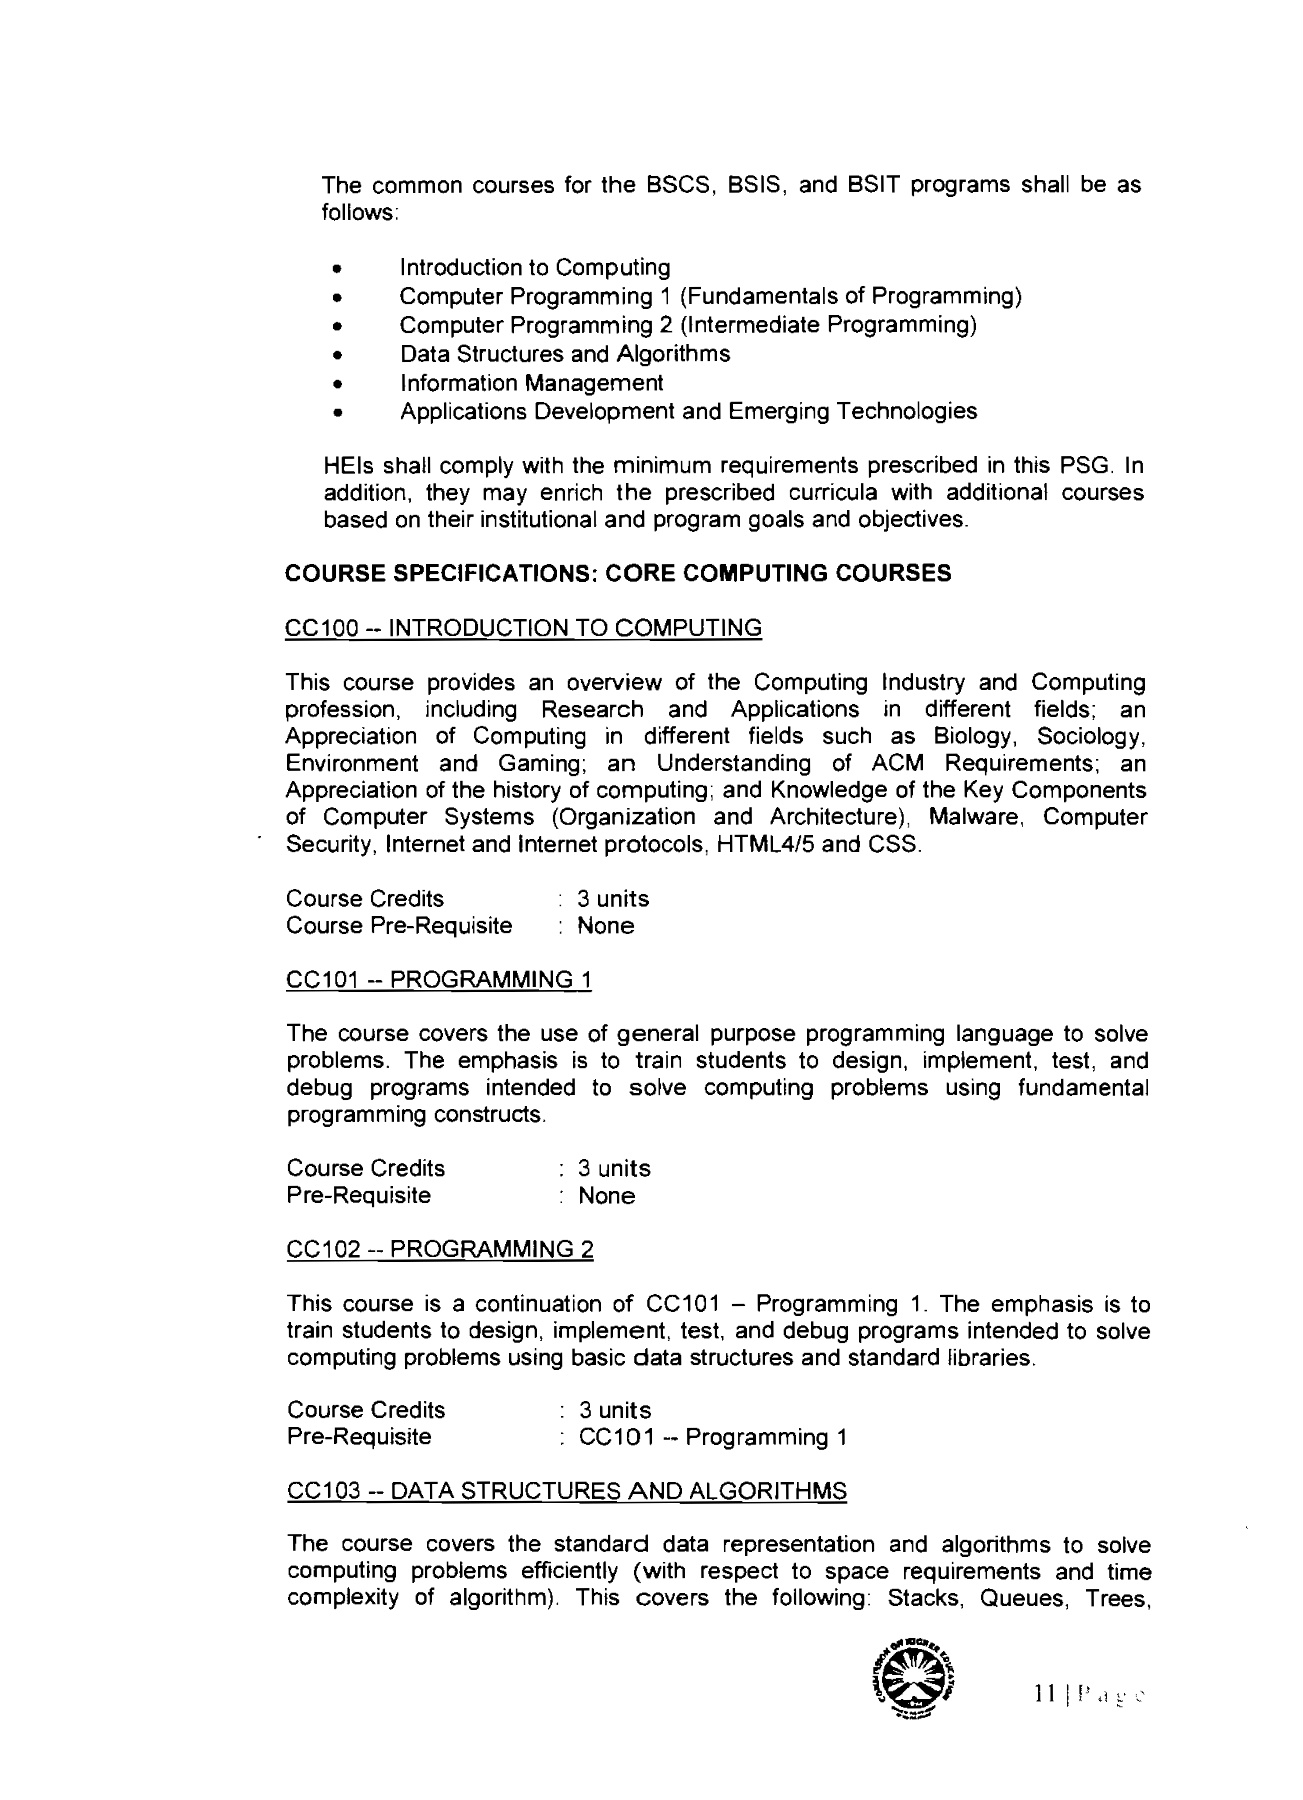 The common courses for the BSCS, BSIS, and BSIT programs shall be as
follows:
• Introduction to Computing
• Computer Programming 1 (Fundamentals of Programming)
• Computer Programming 2 (Intermediate Programming)
• Data Structures and Algorithms
• Information Management
• Applications Development and Emerging Technologies
HEIs shall comply with the minimum requirements prescribed in this PSG. In
addition, they may enrich the prescribed curricula with additional courses
based on their institutional and program goals and objectives.
COURSE SPECIFICATIONS: CORE COMPUTING COURSES
CC100 -- INTRODUCTION TO COMPUTING
This course provides an overview of the Computing Industry and Computing
profession, including Research and Applications in different fields; an
Appreciation of Computing in different fields such as Biology, Sociology,
Environment and Gaming; an Understanding of ACM Requirements; an
Appreciation of the history of computing; and Knowledge of the Key Components
of Computer Systems (Organization and Architecture), Malware, Computer
Security, Internet and Internet protocols, HTML4/5 and CSS.
Course Credits : 3 units
Course Pre-Requisite : None
CC101 -- PROGRAMMING 1
The course covers the use of general purpose programming language to solve
problems. The emphasis is to train students to design, implement, test, and
debug programs intended to solve computing problems using fundamental
programming constructs.
Course Credits : 3 units
Pre-Requisite : None
CC102 -- PROGRAMMING 2
This course is a continuation of CC101 – Programming 1. The emphasis is to
train students to design, implement, test, and debug programs intended to solve
computing problems using basic data structures and standard libraries.
Course Credits : 3 units
Pre-Requisite : CC101 -- Programming 1
CC103 -- DATA STRUCTURES AND ALGORITHMS
The course covers the standard data representation and algorithms to solve
computing problems efficiently (with respect to space requirements and time
complexity of algorithm). This covers the following: Stacks, Queues, Trees,
COMMISSION ON HIGHER EDUCATION
11 | Page